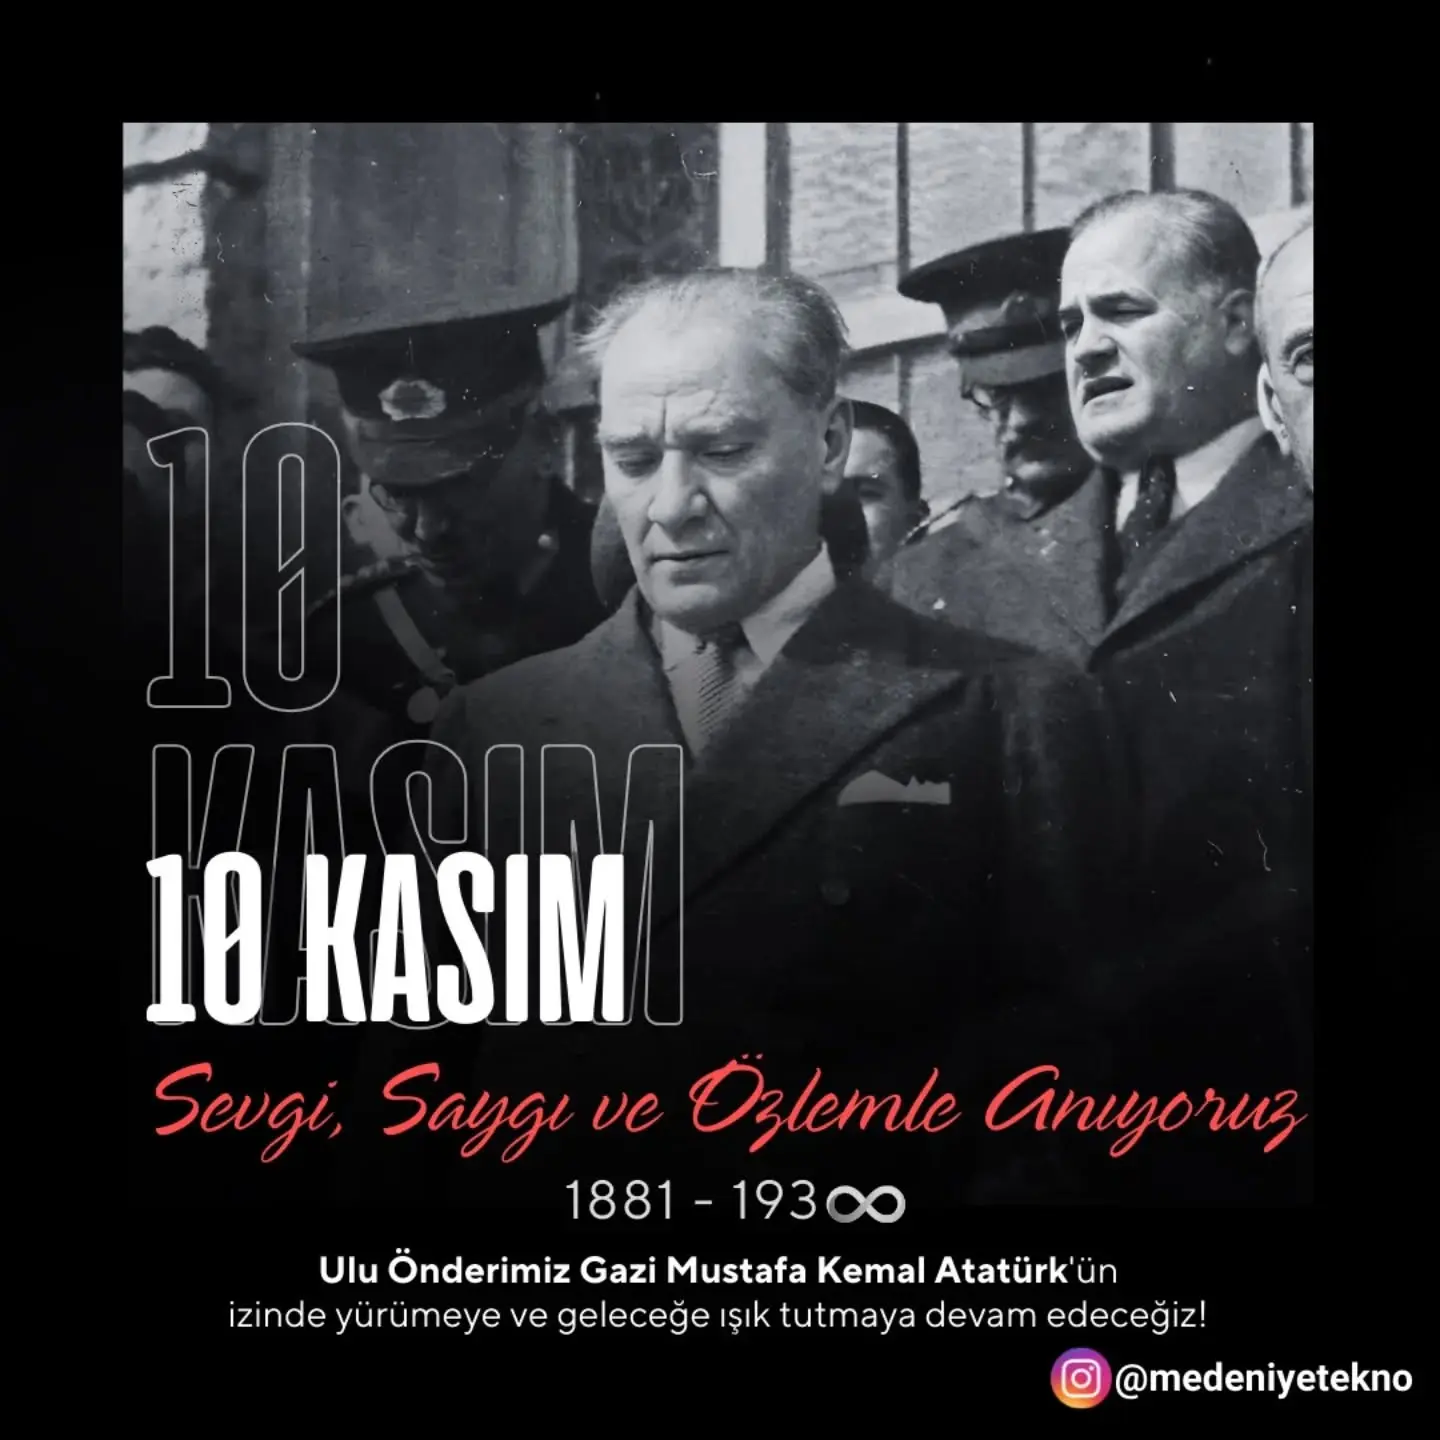 10
KASIM
10 KASIM
Sevgi, Saygı ve Özlemle Anıyoruz
1881 - 193∞
Ulu Önderimiz Gazi Mustafa Kemal Atatürk'ün
izinde yürümeye ve geleceğe ışık tutmaya devam edeceğiz!
@medeniyetekno